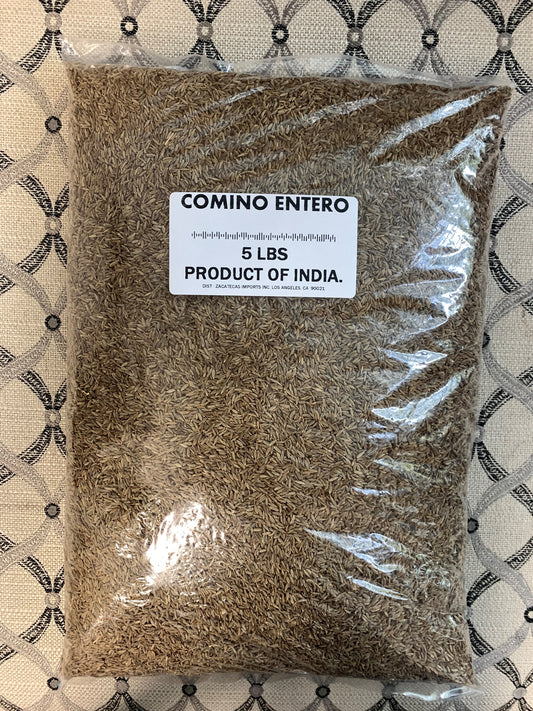 COMINO ENTERO
5 LBS
PRODUCT OF INDIA.
DIST : ZACATECAS IMPORTS INC. LOS ANGELES, CA 90021